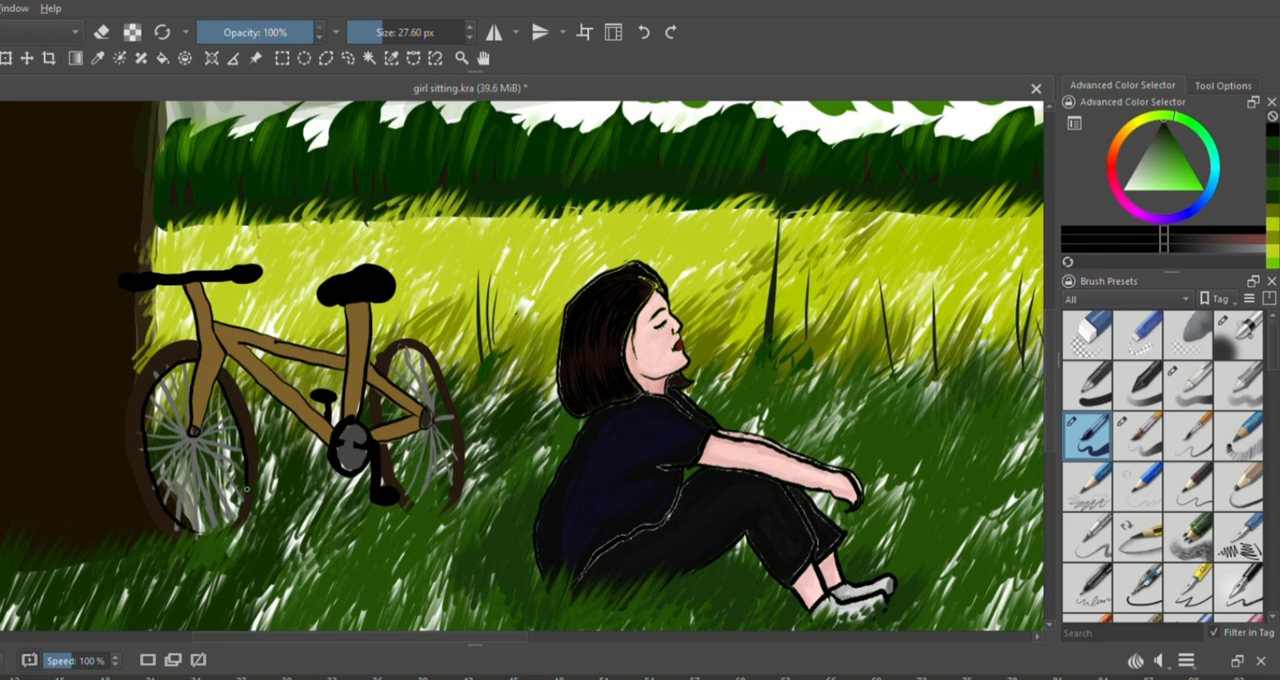 indow Help
Opacity: 100%
Size: 27.60 px
girl sitting.kra (39.6 MiB) *
Advanced Color Selector
Tool Options
Advanced Color Selector
Brush Presets
All
Tag
Search
Filter in Tag
Speed: 100 %